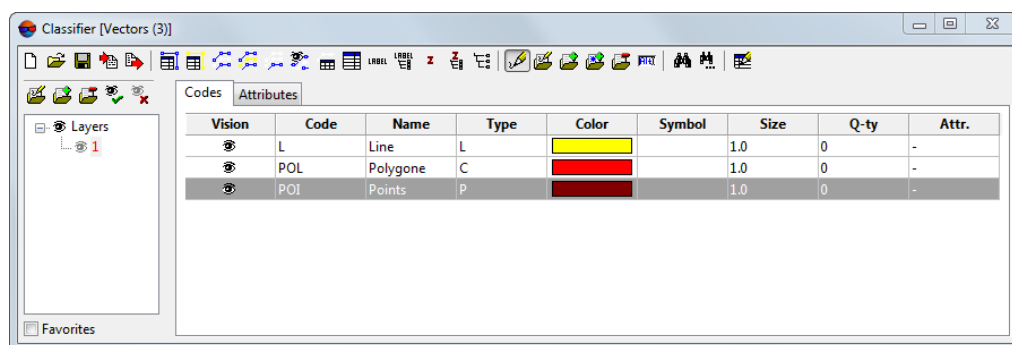 Classifier [Vectors (3)]
LABEL LABEL Z Z
Codes Attributes
Layers
1
Vision Code Name Type Color Symbol Size Q-ty Attr.
L Line L 1.0 0 -
POL Polygone C 1.0 0 -
POI Points P 1.0 0 -
Favorites